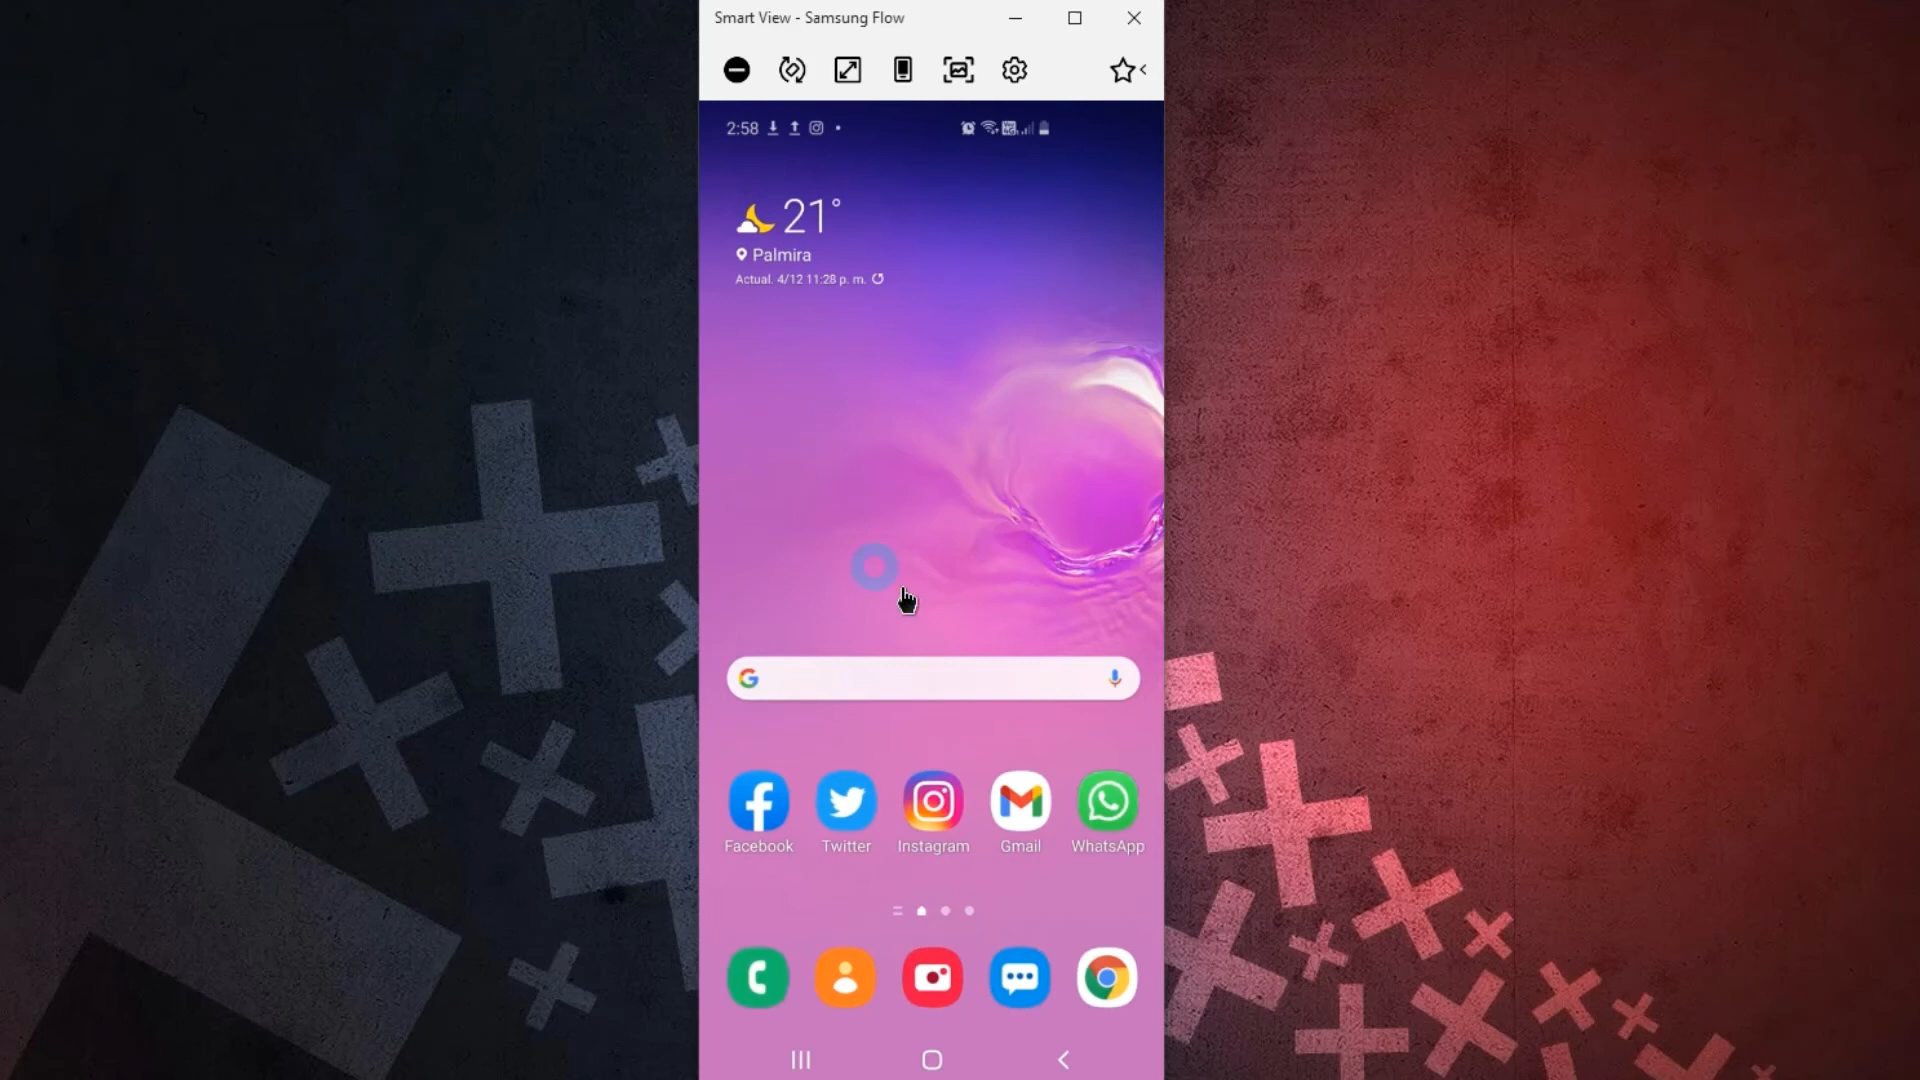 Smart View - Samsung Flow
2:58
21°
Palmira
Actual. 4/12 11:28 p. m.
Facebook
Twitter
Instagram
Gmail
WhatsApp